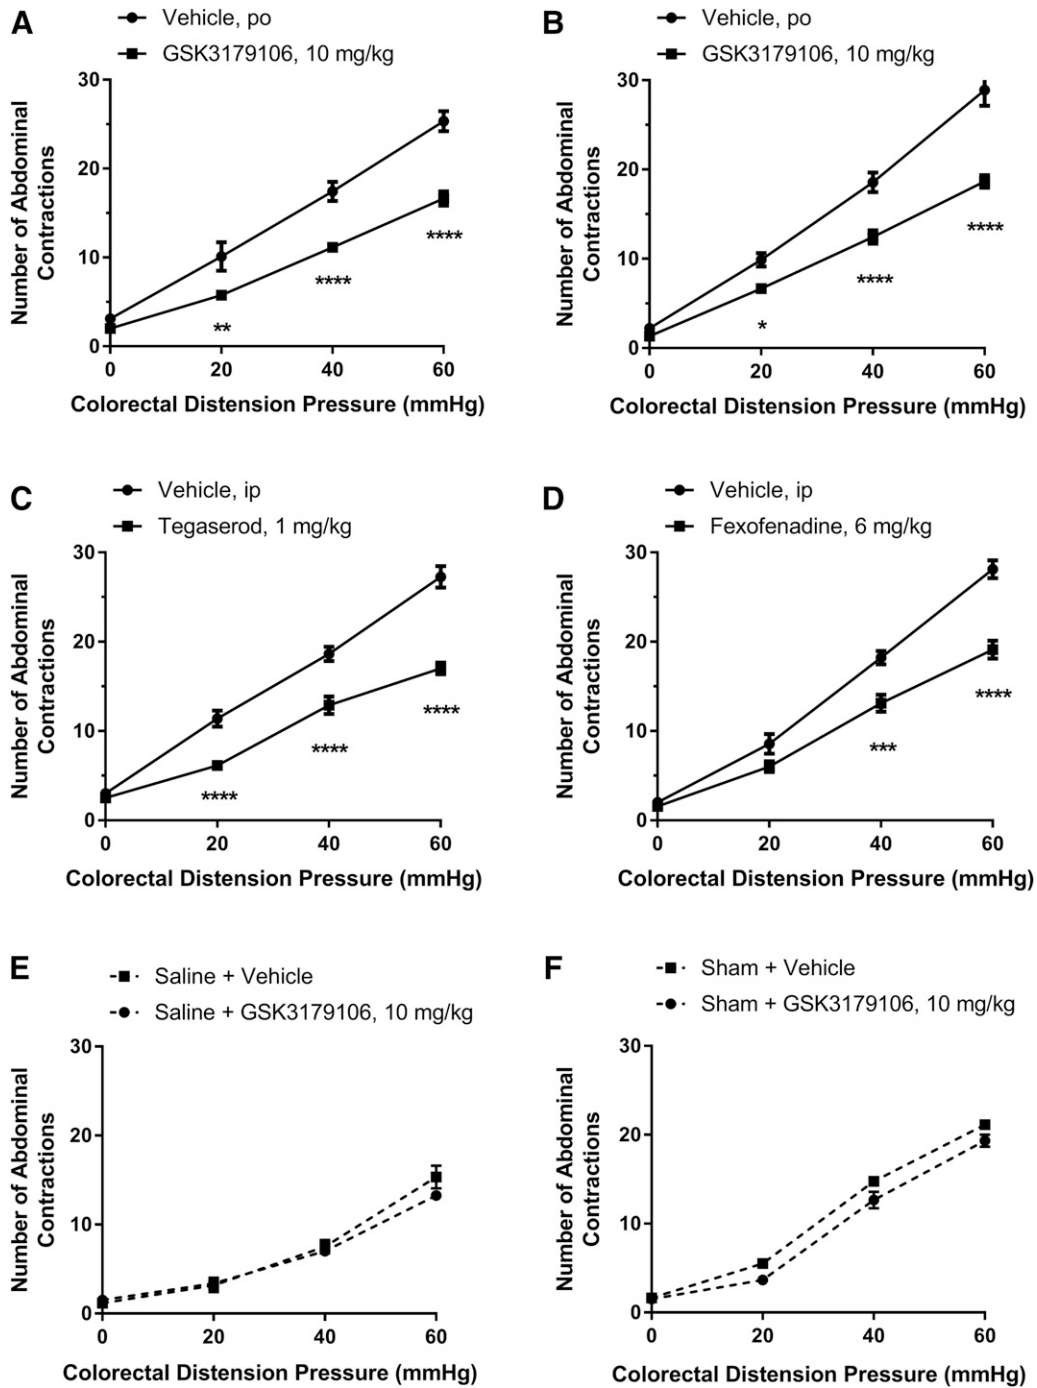 A
Vehicle, po
GSK3179106, 10 mg/kg
30
20
10
0
Number of Abdominal
Contractions
**
****
****
0 20 40 60
Colorectal Distension Pressure (mmHg)
B
Vehicle, po
GSK3179106, 10 mg/kg
30
20
10
0
Number of Abdominal
Contractions
*
****
****
0 20 40 60
Colorectal Distension Pressure (mmHg)
C
Vehicle, ip
Tegaserod, 1 mg/kg
30
20
10
0
Number of Abdominal
Contractions
****
****
****
0 20 40 60
Colorectal Distension Pressure (mmHg)
D
Vehicle, ip
Fexofenadine, 6 mg/kg
30
20
10
0
Number of Abdominal
Contractions
***
****
0 20 40 60
Colorectal Distension Pressure (mmHg)
E
Saline + Vehicle
Saline + GSK3179106, 10 mg/kg
30
20
10
0
Number of Abdominal
Contractions
0 20 40 60
Colorectal Distension Pressure (mmHg)
F
Sham + Vehicle
Sham + GSK3179106, 10 mg/kg
30
20
10
0
Number of Abdominal
Contractions
0 20 40 60
Colorectal Distension Pressure (mmHg)